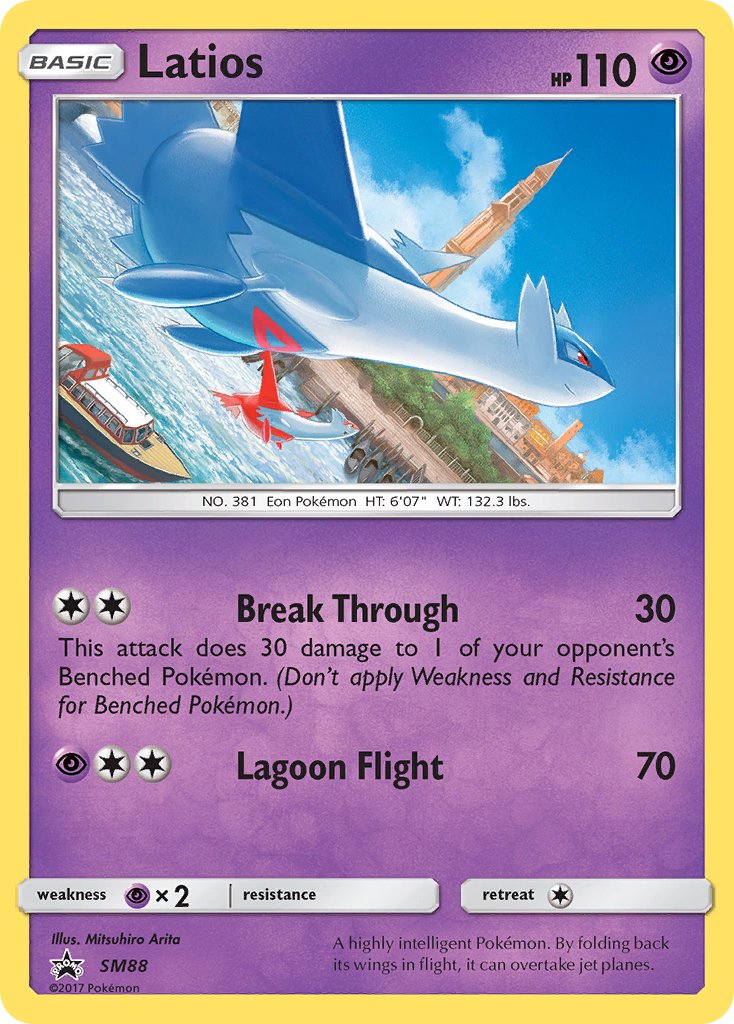 BASIC Latios HP 110
NO. 381 Eon Pokémon HT: 6'07" WT: 132.3 lbs.
Break Through 30
This attack does 30 damage to 1 of your opponent's
Benched Pokémon. (Don't apply Weakness and Resistance
for Benched Pokémon.)
Lagoon Flight 70
weakness ×2 resistance retreat
Illus. Mitsuhiro Arita
PROMO SM88
©2017 Pokémon
A highly intelligent Pokémon. By folding back
its wings in flight, it can overtake jet planes.